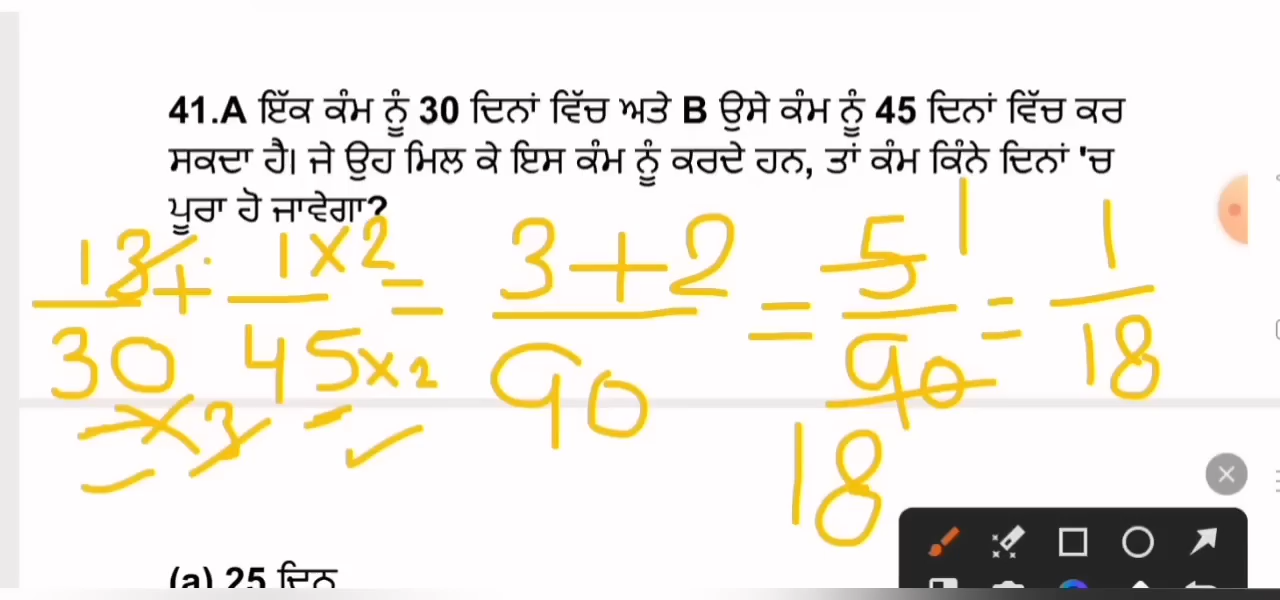 41.A ਇੱਕ ਕੰਮ ਨੂੰ 30 ਦਿਨਾਂ ਵਿੱਚ ਅਤੇ B ਉਸੇ ਕੰਮ ਨੂੰ 45 ਦਿਨਾਂ ਵਿੱਚ ਕਰ
ਸਕਦਾ ਹੈ। ਜੇ ਉਹ ਮਿਲ ਕੇ ਇਸ ਕੰਮ ਨੂੰ ਕਰਦੇ ਹਨ, ਤਾਂ ਕੰਮ ਕਿੰਨੇ ਦਿਨਾਂ 'ਚ
ਪੂਰਾ ਹੋ ਜਾਵੇਗਾ?
1 3 + 1 x 2 = 3 + 2 = 5 1 = 1
30 45 x 2 90 90 18
x 3 18
(a) 25 ਦਿਨ